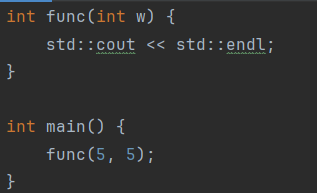 int func(int w) {
    std::cout << std::endl;
}

int main() {
    func(5, 5);
}